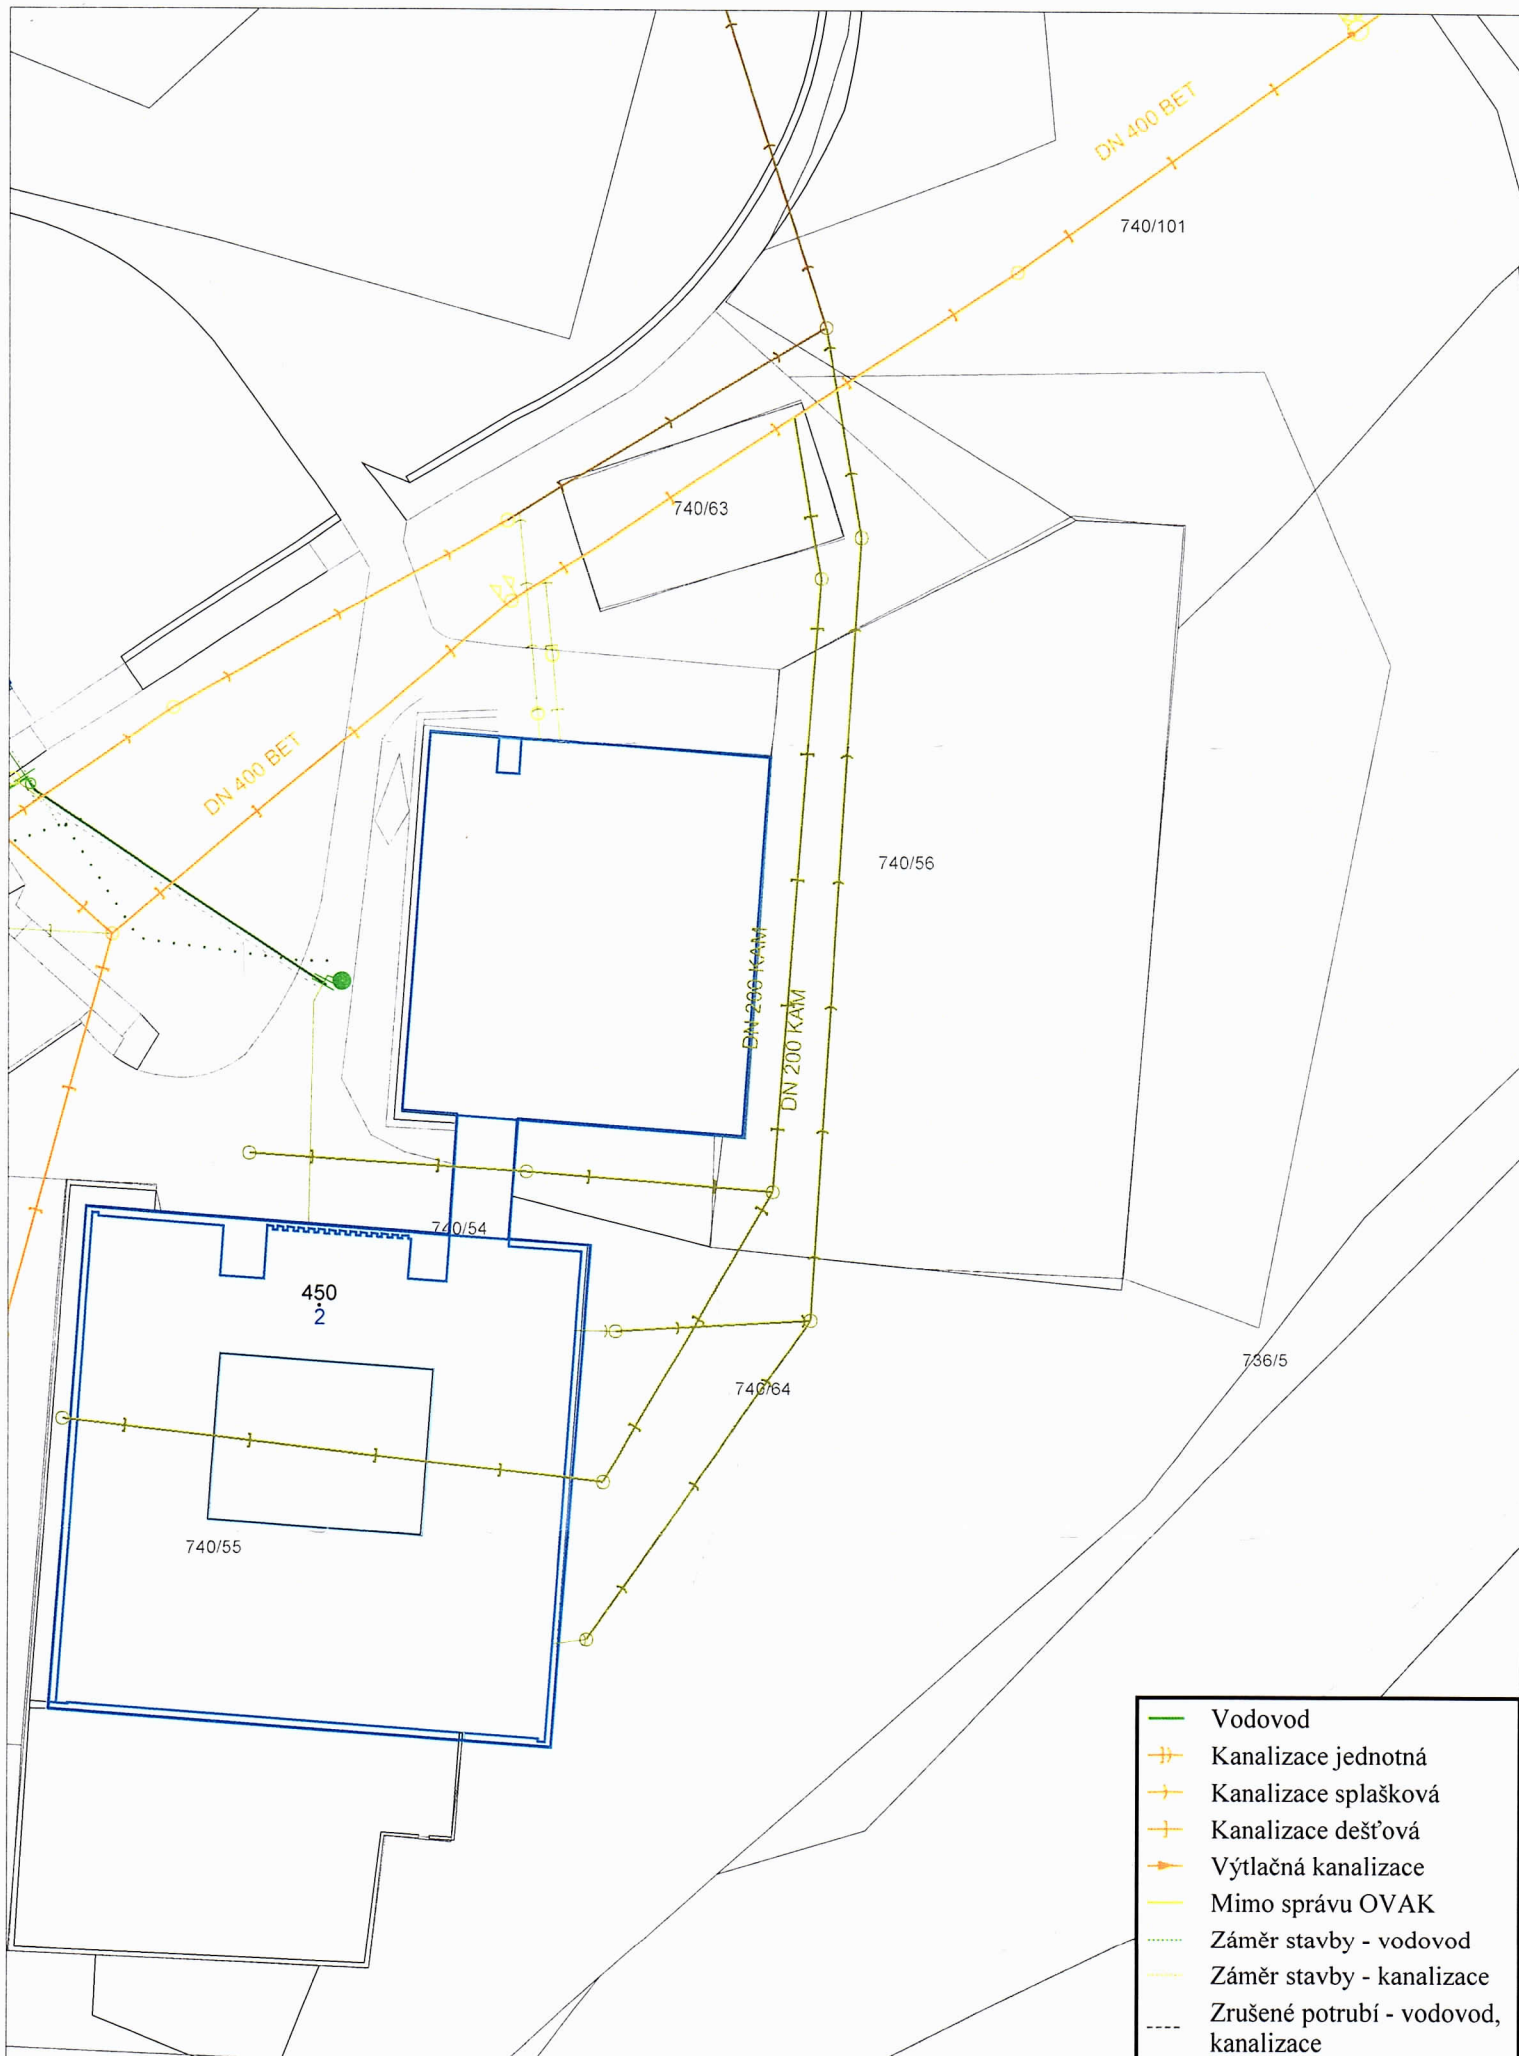 DN 400 BET
740/101
740/63
DN 400 BET
740/56
DN 200 KAM
DN 200 KAM
740/54
450
2
736/5
740/64
740/55
Vodovod
Kanalizace jednotná
Kanalizace splašková
Kanalizace dešťová
Výtlačná kanalizace
Mimo správu OVAK
Záměr stavby - vodovod
Záměr stavby - kanalizace
Zrušené potrubí - vodovod,
kanalizace